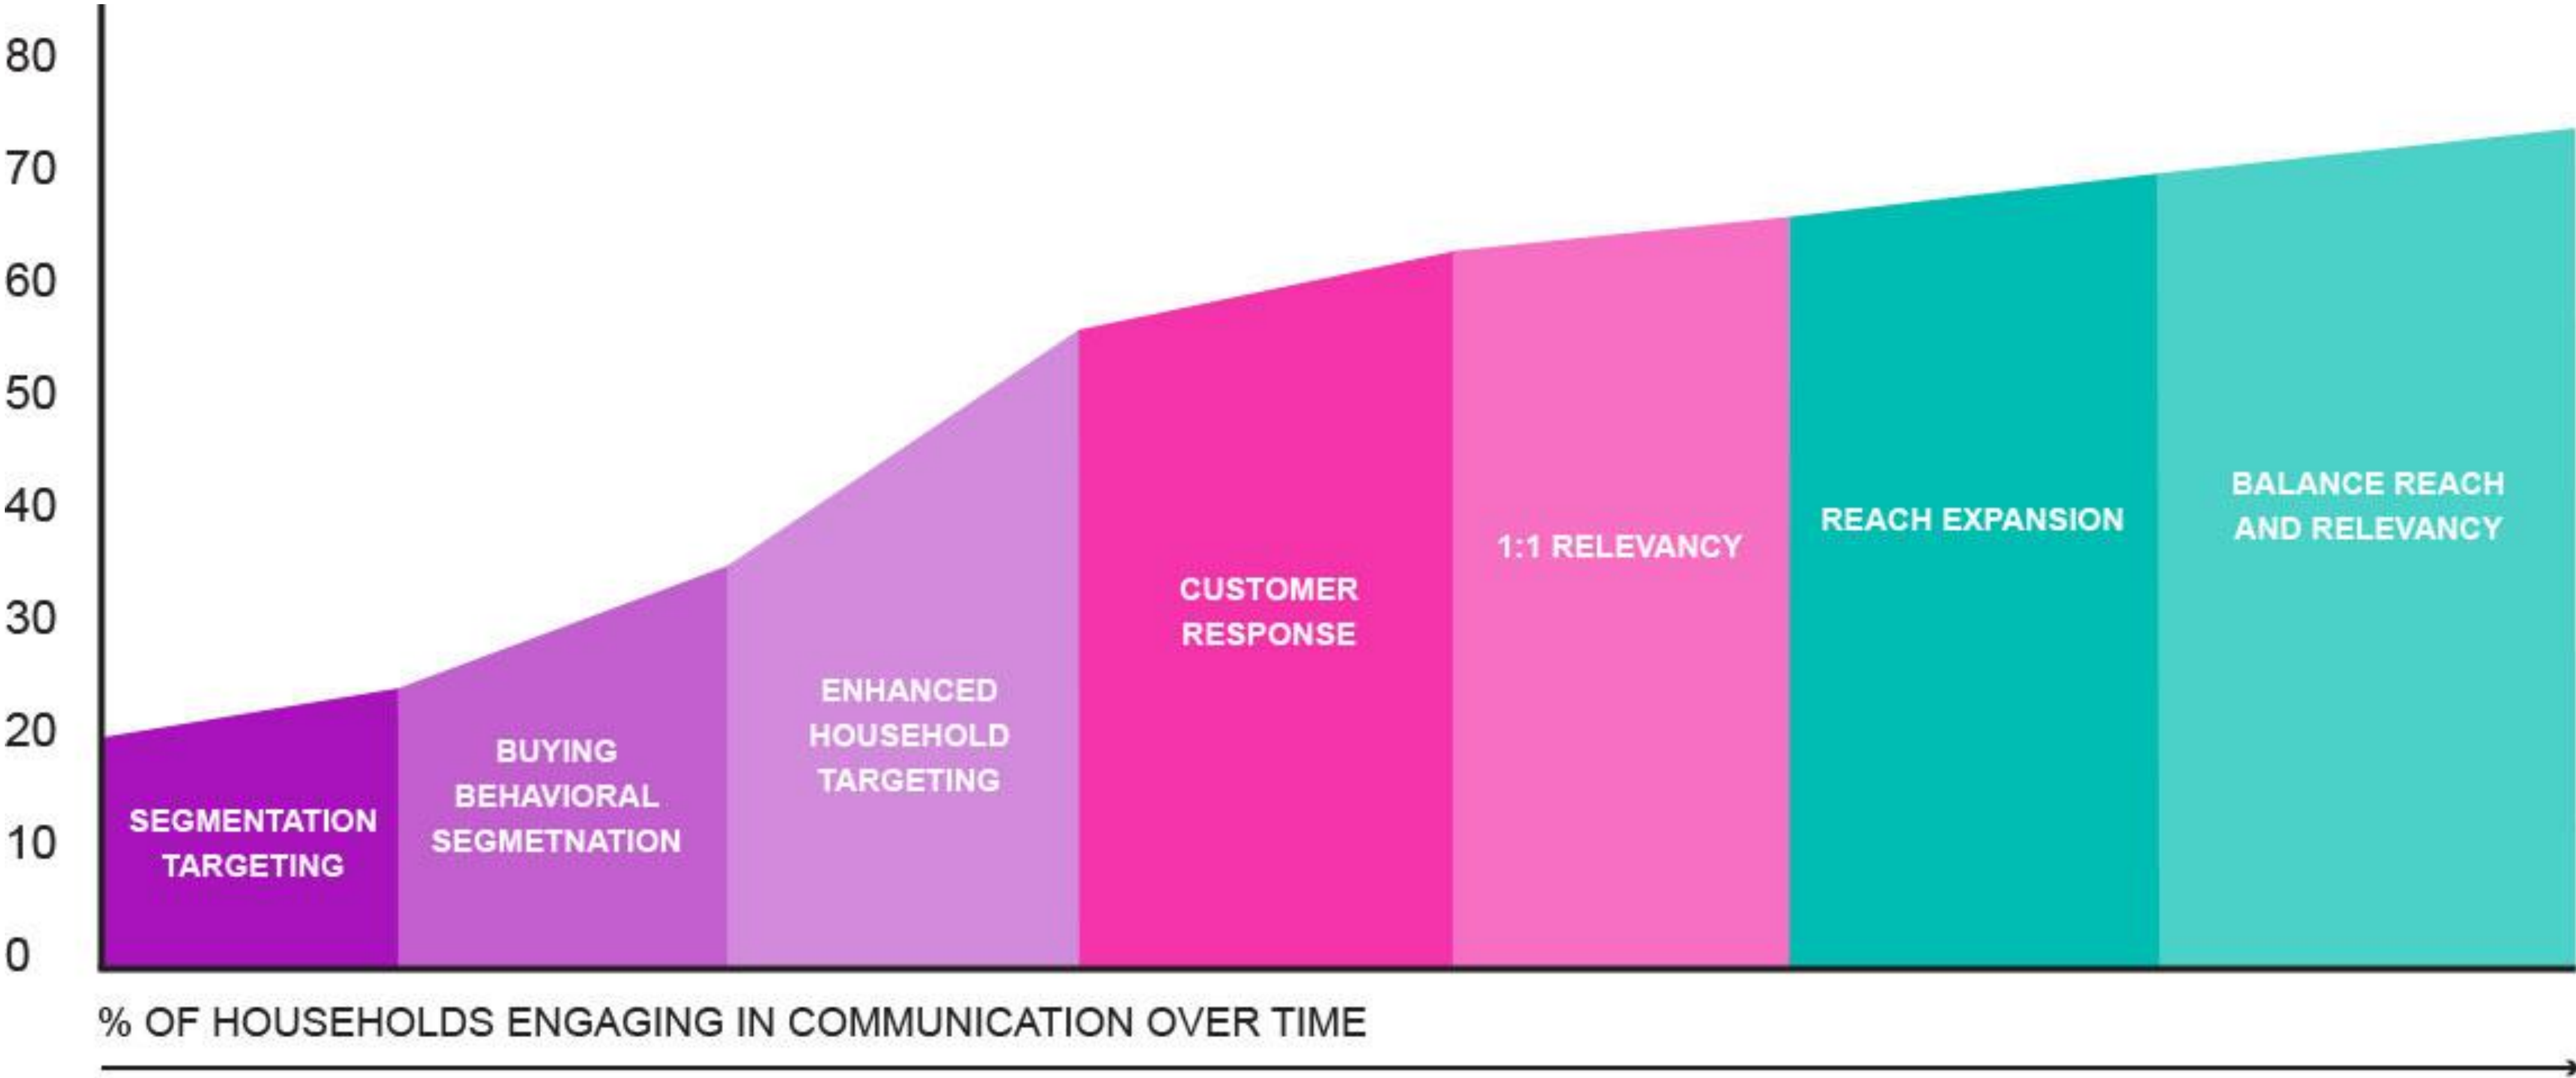 80
70
60
50
40
30
20
10
0
SEGMENTATION
TARGETING
BUYING
BEHAVIORAL
SEGMETNATION
ENHANCED
HOUSEHOLD
TARGETING
CUSTOMER
RESPONSE
1:1 RELEVANCY
REACH EXPANSION
BALANCE REACH
AND RELEVANCY
% OF HOUSEHOLDS ENGAGING IN COMMUNICATION OVER TIME